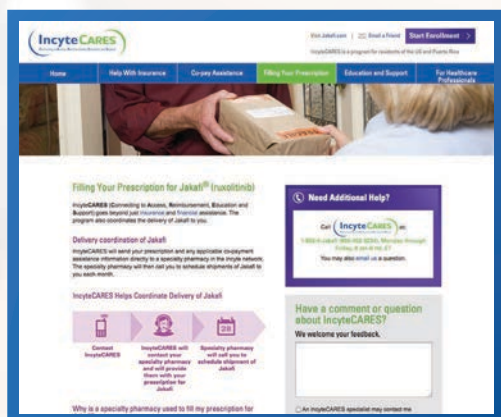 IncyteCARES
Visit Jakafi.com | Email a Friend
Start Enrollment >
IncyteCARES is a program for residents of the US and Puerto Rico
Home
Help With Insurance
Co-pay Assistance
Filling Your Prescription
Education and Support
For Healthcare
Professionals
Filling Your Prescription for Jakafi® (ruxolitinib)
IncyteCARES (Connecting to Access, Reimbursement, Education and
Support) goes beyond just insurance and financial assistance. The
program also coordinates the delivery of Jakafi to you.
Delivery coordination of Jakafi
IncyteCARES will send your prescription and any applicable co-payment
assistance information directly to a specialty pharmacy in the Incyte network.
The specialty pharmacy will then call you to schedule shipments of Jakafi to
you each month.
IncyteCARES Helps Coordinate Delivery of Jakafi
28
Contact
IncyteCARES
IncyteCARES will
contact your
specialty pharmacy
and will provide
them with your
prescription for
Jakafi
Specialty pharmacy
will call you to
schedule shipment of
Jakafi
Why is a specialty pharmacy used to fill my prescription for
Need Additional Help?
Call IncyteCARES at
Monday through
Friday, 8
You may also email us a question.
Have a comment or question
about IncyteCARES?
We welcome your feedback.
An IncyteCARES specialist may contact me